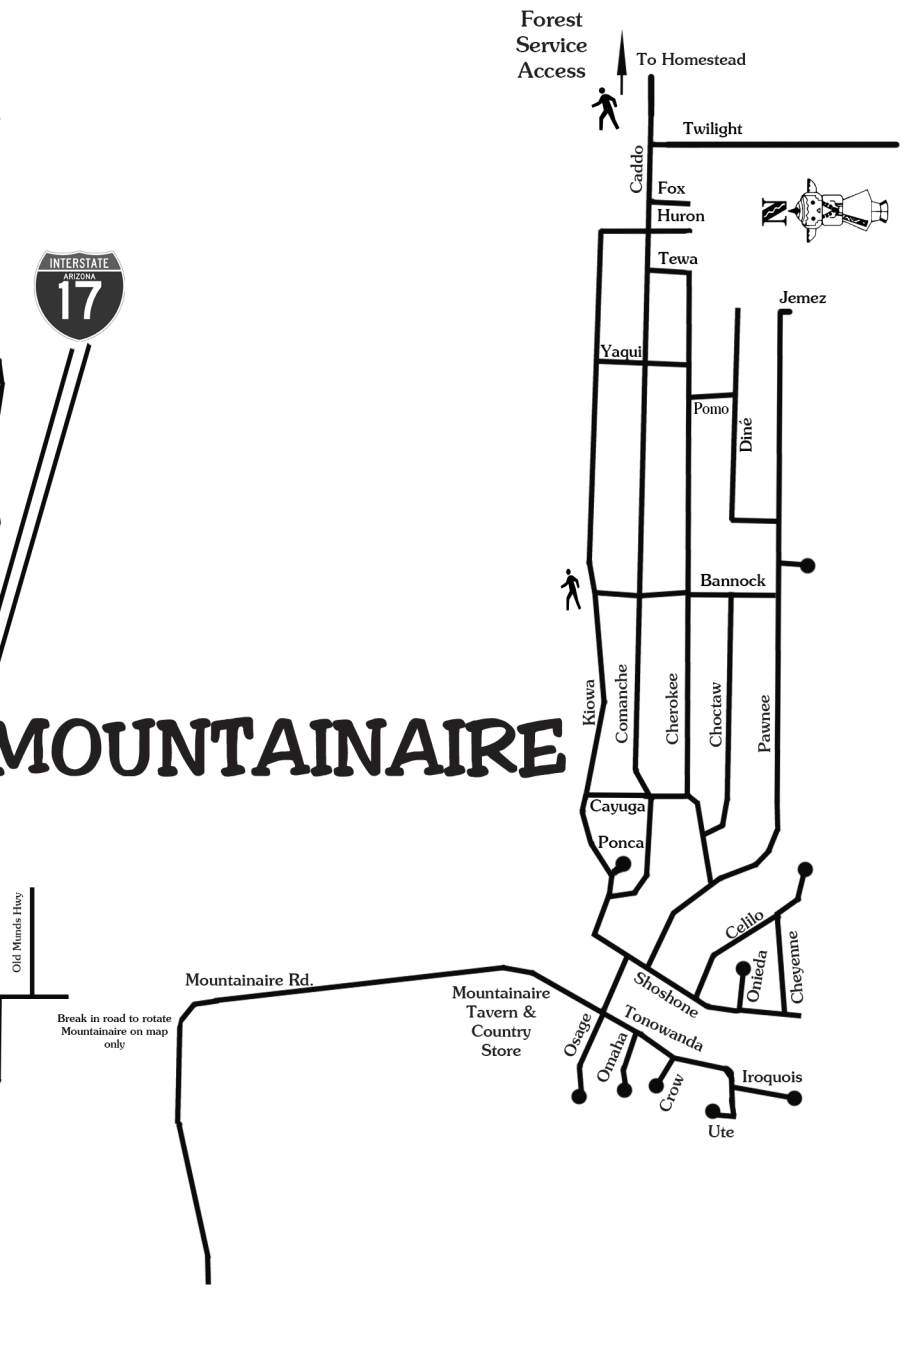 Forest
Service
Access
To Homestead
Twilight
Caddo
Fox
N
Huron
Tewa
INTERSTATE
ARIZONA
17
Jemez
Yaqui
Pomo
Diné
Bannock
Kiowa
Comanche
Cherokee
Choctaw
Pawnee
MOUNTAINAIRE
Cayuga
Ponca
Old Munds Hwy
Celilo
Onieda
Cheyenne
Mountainaire Rd.
Shoshone
Mountainaire
Tavern &
Country
Store
Break in road to rotate
Mountainaire on map
only
Tonowanda
Osage
Omaha
Crow
Iroquois
Ute